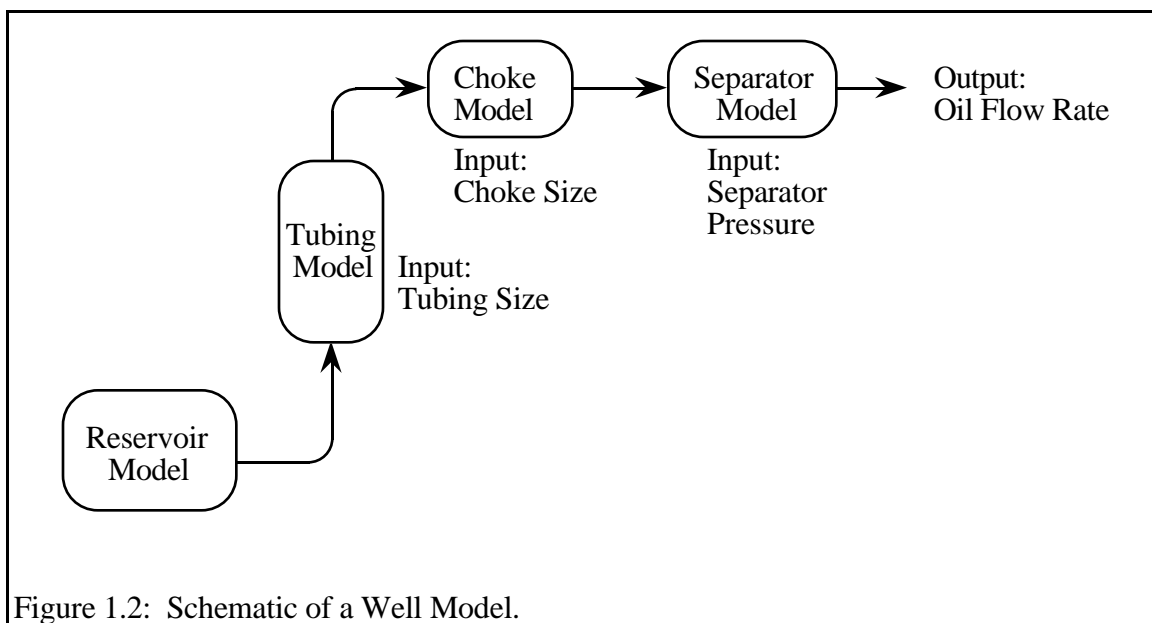 Choke
Model
Input:
Choke Size
Separator
Model
Input:
Separator
Pressure
Output:
Oil Flow Rate
Tubing
Model
Input:
Tubing Size
Reservoir
Model
Figure 1.2: Schematic of a Well Model.